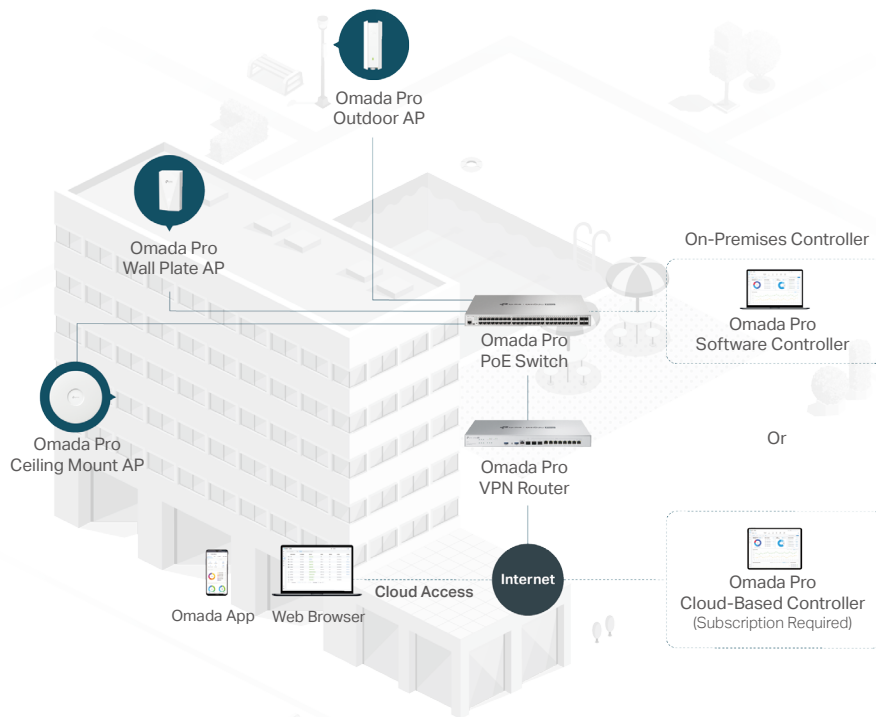 Omada Pro
Outdoor AP
Omada Pro
Wall Plate AP
On-Premises Controller
Omada Pro
PoE Switch
Omada Pro
Software Controller
Omada Pro
Ceiling Mount AP
Omada Pro
VPN Router
Or
Internet
Cloud Access
Omada App
Web Browser
Omada Pro
Cloud-Based Controller
(Subscription Required)